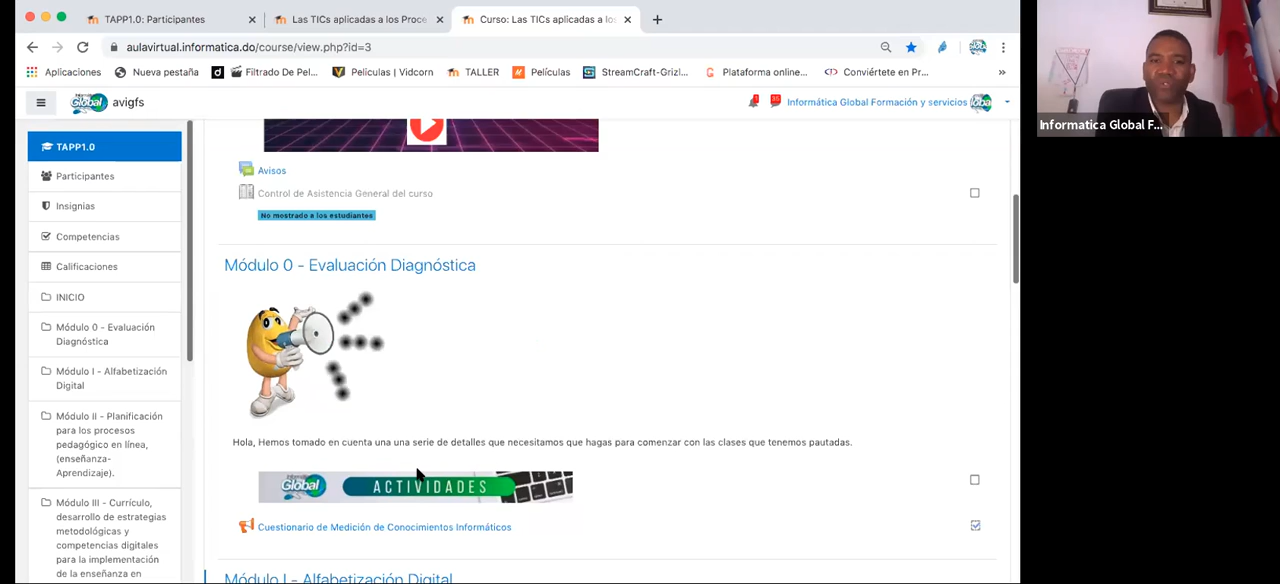 TAPP1.0: Participantes
Las TICs aplicadas a los Proce
Curso: Las TICs aplicadas a los
aulavirtual.informatica.do/course/view.php?id=3
Aplicaciones
Nueva pestaña
Filtrado De Pel...
Peliculas | Vidcorn
TALLER
Películas
StreamCraft-Grizl...
Plataforma online...
Conviértete en Pr...
Global
avigfs
Informática Global Formación y servicios
TAPP1.0
Participantes
Insignias
Competencias
Calificaciones
INICIO
Módulo 0 - Evaluación
Diagnóstica
Módulo I - Alfabetización
Digital
Módulo II - Planificación
para los procesos
pedagógico en línea,
(enseñanza-
Aprendizaje).
Módulo III - Currículo,
desarrollo de estrategias
metodológicas y
competencias digitales
para la implementación
de la enseñanza en
Avisos
Control de Asistencia General del curso
No mostrado a los estudiantes
Módulo 0 - Evaluación Diagnóstica
Hola, Hemos tomado en cuenta una una serie de detalles que necesitamos que hagas para comenzar con las clases que tenemos pautadas.
Global
ACTIVIDADES
Cuestionario de Medición de Conocimientos Informáticos
Módulo I - Alfabetización Digital
Informatica Global F...